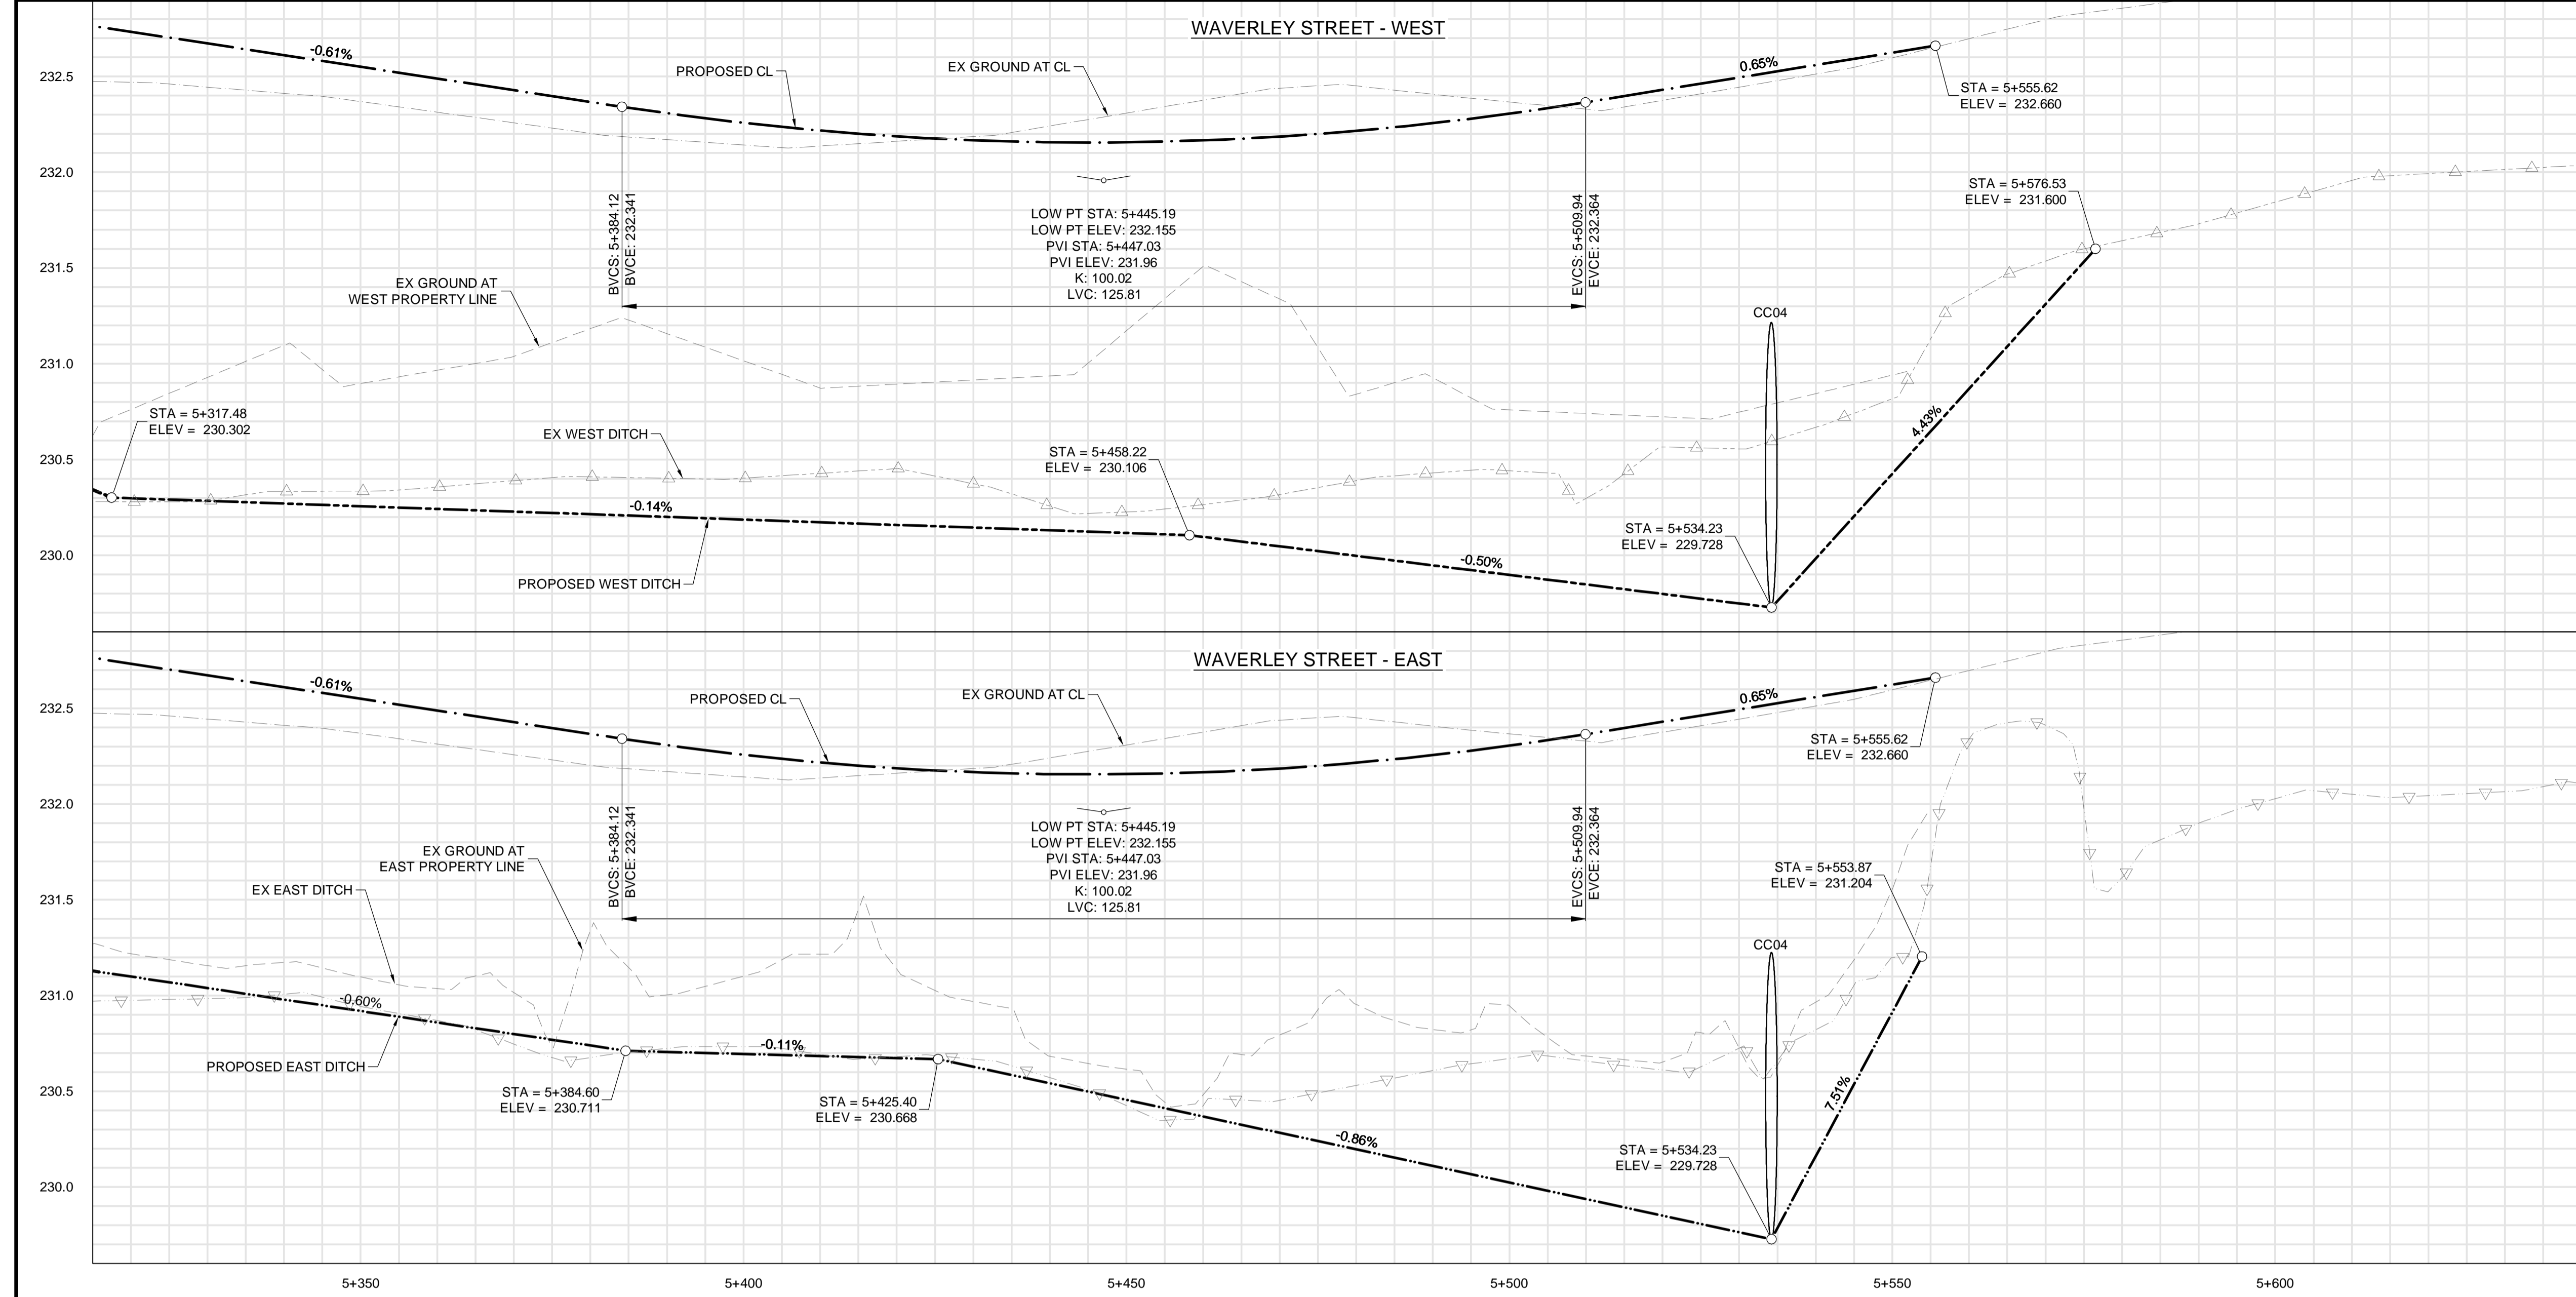 WAVERLEY STREET - WEST
-0.61%
PROPOSED CL
EX GROUND AT CL
0.65%
STA = 5+555.62
ELEV = 232.660
232.5
232.0
231.5
231.0
230.5
230.0
STA = 5+576.53
ELEV = 231.600
BVCS: 5+384.12
BVCE: 232.341
LOW PT STA: 5+445.19
LOW PT ELEV: 232.155
PVI STA: 5+447.03
PVI ELEV: 231.96
K: 100.02
LVC: 125.81
EVCS: 5+509.94
EVCE: 232.364
EX GROUND AT
WEST PROPERTY LINE
CC04
STA = 5+317.48
ELEV = 230.302
EX WEST DITCH
STA = 5+458.22
ELEV = 230.106
4.43%
-0.14%
STA = 5+534.23
ELEV = 229.728
-0.50%
PROPOSED WEST DITCH
WAVERLEY STREET - EAST
-0.61%
PROPOSED CL
EX GROUND AT CL
0.65%
STA = 5+555.62
ELEV = 232.660
232.5
232.0
231.5
231.0
230.5
230.0
BVCS: 5+384.12
BVCE: 232.341
LOW PT STA: 5+445.19
LOW PT ELEV: 232.155
PVI STA: 5+447.03
PVI ELEV: 231.96
K: 100.02
LVC: 125.81
EVCS: 5+509.94
EVCE: 232.364
EX GROUND AT
EAST PROPERTY LINE
EX EAST DITCH
STA = 5+553.87
ELEV = 231.204
CC04
-0.60%
-0.11%
PROPOSED EAST DITCH
STA = 5+384.60
ELEV = 230.711
STA = 5+425.40
ELEV = 230.668
7.51%
-0.86%
STA = 5+534.23
ELEV = 229.728
5+350
5+400
5+450
5+500
5+550
5+600